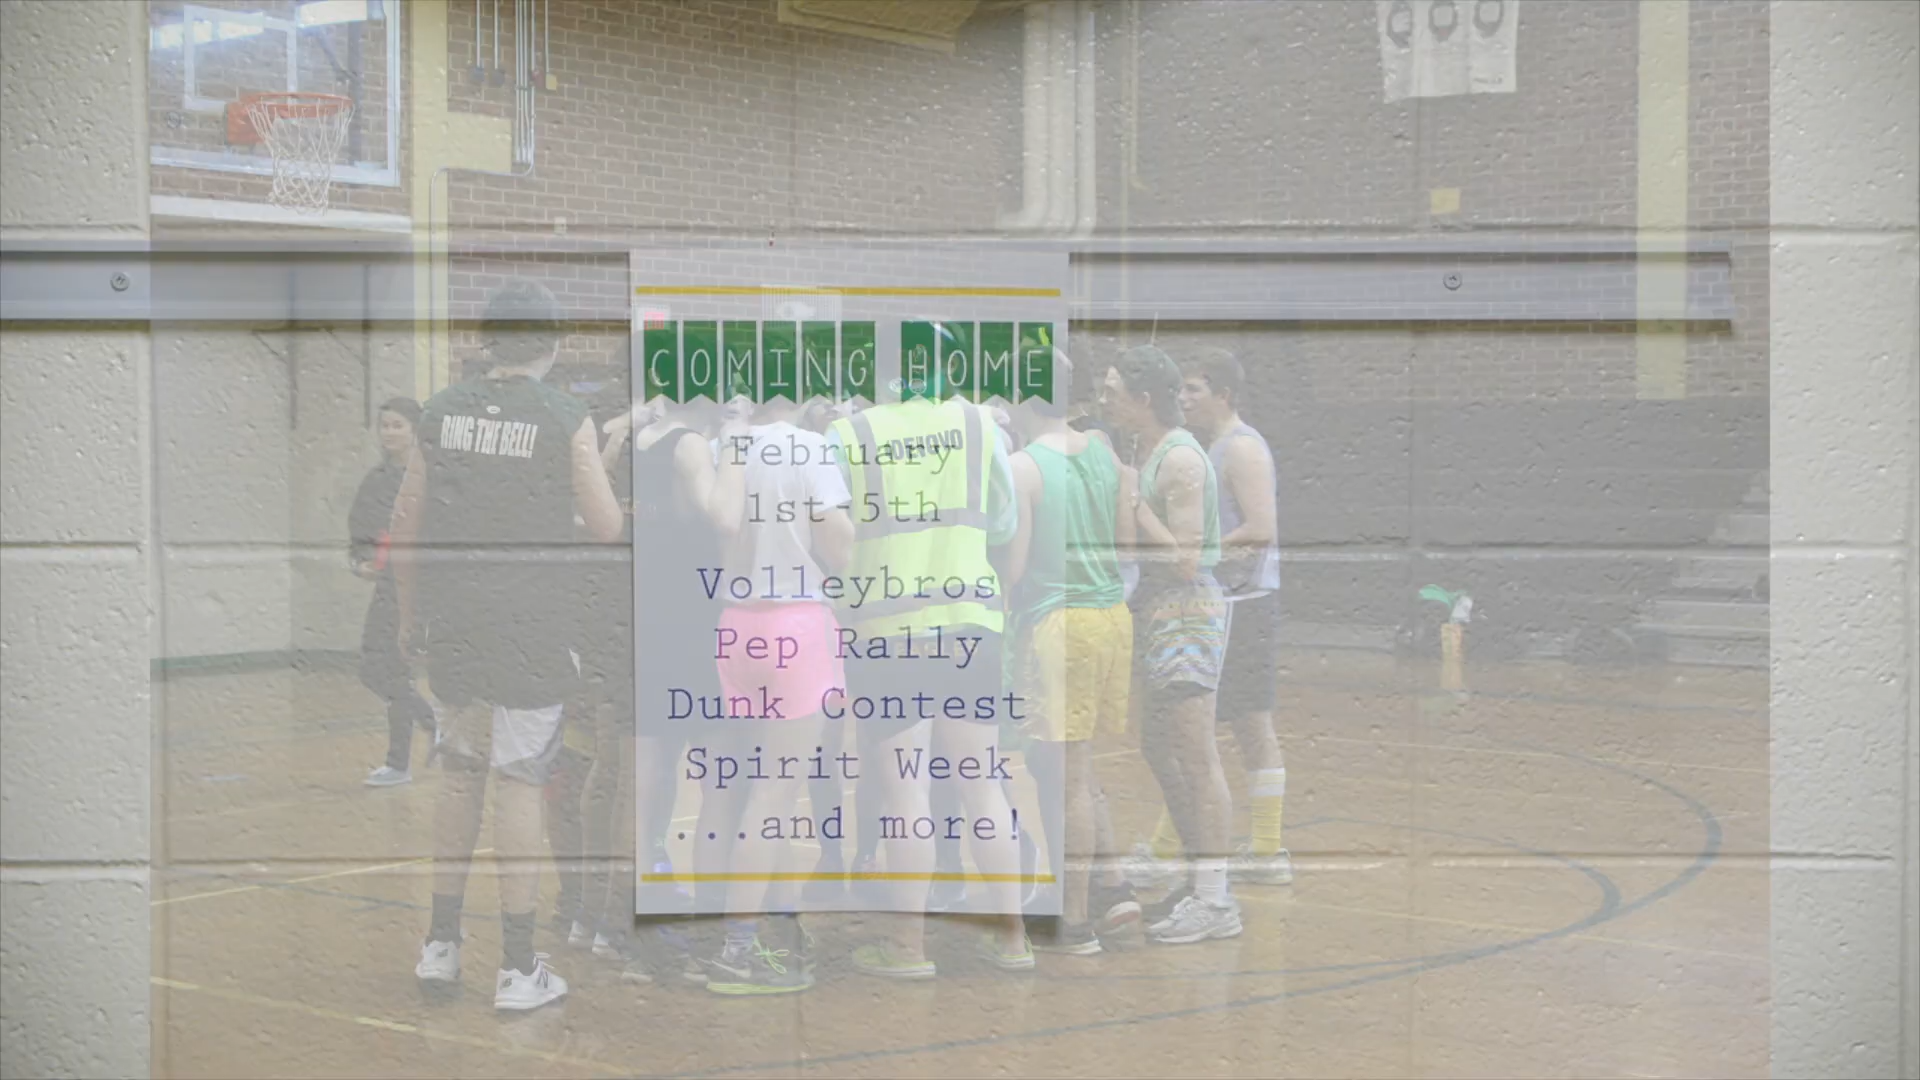 COMING HOME
RING THE BELL!
February
1st-5th
Volleybros
Pep Rally
Dunk Contest
Spirit Week
...and more!